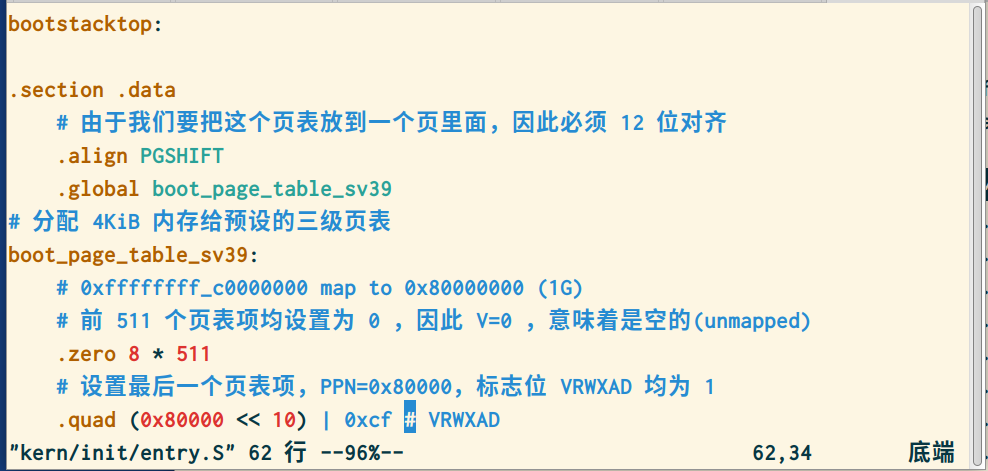 bootstacktop:
.section .data
# 由于我们要把这个页表放到一个页里面，因此必须 12 位对齐
.align PGSHIFT
.global boot_page_table_sv39
# 分配 4KiB 内存给预设的三级页表
boot_page_table_sv39:
# 0xffffffff_c0000000 map to 0x80000000 (1G)
# 前 511 个页表项均设置为 0 ，因此 V=0 ，意味着是空的(unmapped)
.zero 8 * 511
# 设置最后一个页表项，PPN=0x80000，标志位 VRWXAD 均为 1
.quad (0x80000 << 10) | 0xcf # VRWXAD
"kern/init/entry.S" 62 行 --96%-- 62,34 底端